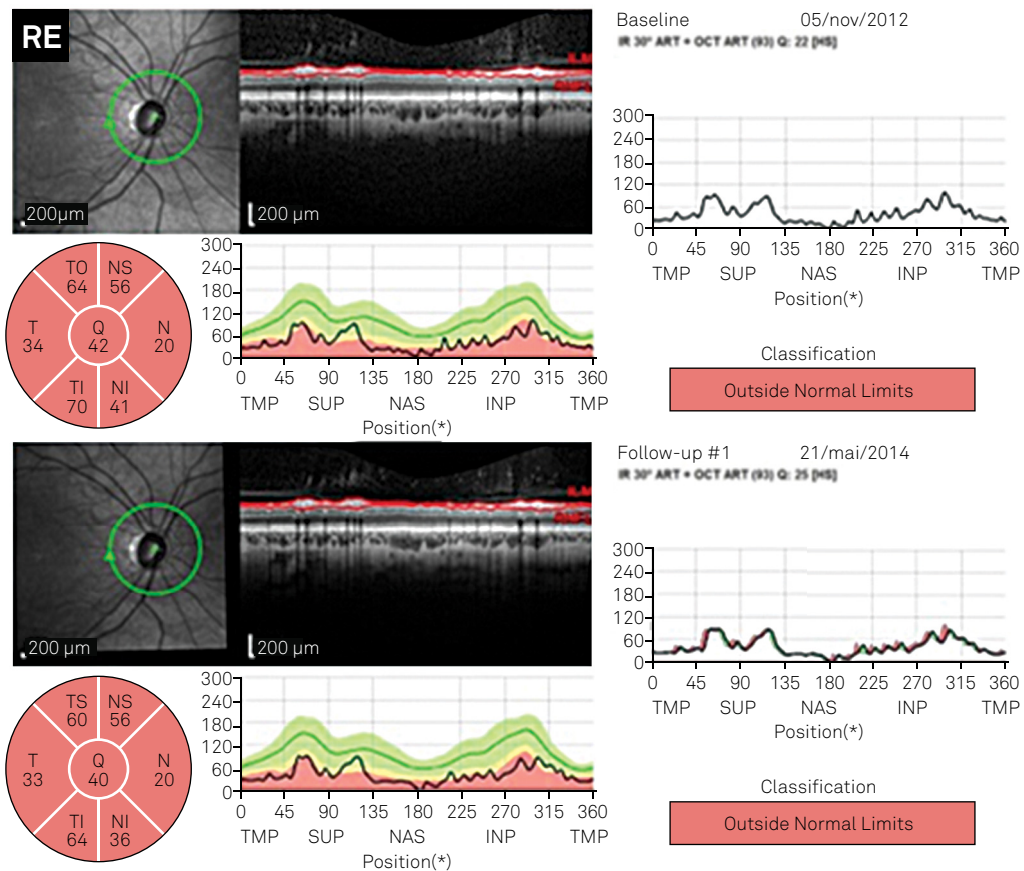 RE
200µm
200 µm
Baseline 05/nov/2012
IR 30° ART + OCT ART (93) Q: 22 [HS]
300
240
180
120
60
0
0 45 90 135 180 225 270 315 360
TMP SUP NAS INP TMP
Position(*)
TO
64
NS
56
T
34
Q
42
N
20
TI
70
NI
41
300
240
180
120
60
0
0 45 90 135 180 225 270 315 360
TMP SUP NAS INP TMP
Position(*)
Classification
Outside Normal Limits
200 µm
200 µm
Follow-up #1 21/mai/2014
IR 30° ART + OCT ART (93) Q: 25 [HS]
300
240
180
120
60
0
0 45 90 135 180 225 270 315 360
TMP SUP NAS INP TMP
Position(*)
TS
60
NS
56
T
33
Q
40
N
20
TI
64
NI
36
300
240
180
120
60
0
0 45 90 135 180 225 270 315 360
TMP SUP NAS INP TMP
Position(*)
Classification
Outside Normal Limits